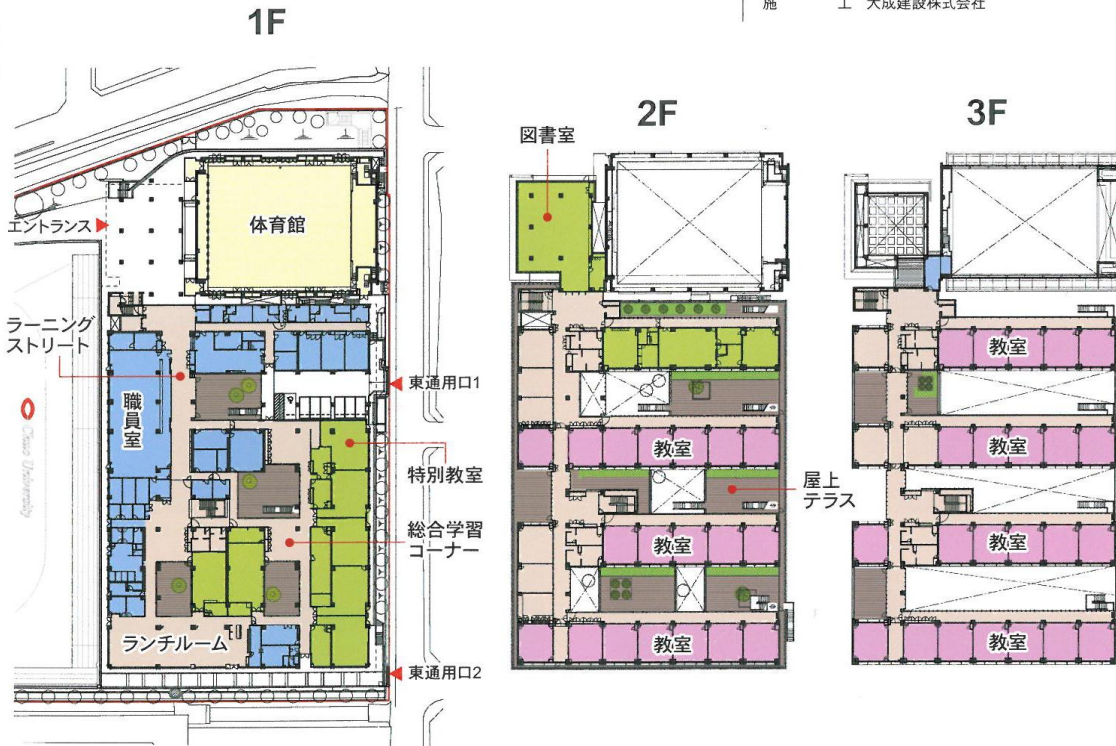 施　工　大成建設株式会社
1F
2F
3F
図書室
エントランス
体育館
ラーニング
ストリート
東通用口1
職員室
Chuo University
特別教室
総合学習
コーナー
ランチルーム
東通用口2
教室
教室
教室
屋上
テラス
教室
教室
教室
教室